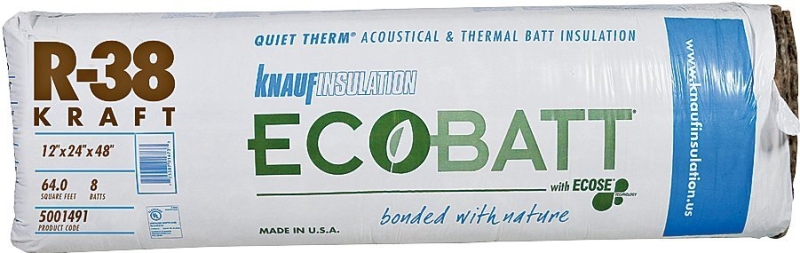 R-38
KRAFT
12"x24"x48"
64.0 8
SQUARE FEET BATTS
5001491
PRODUCT CODE
QUIET THERM® ACOUSTICAL & THERMAL BATT INSULATION
KNAUFINSULATION
ECOBATT®
with ECOSE®
TECHNOLOGY
bonded with nature
MADE IN U.S.A.
www.knaufinsulation.us